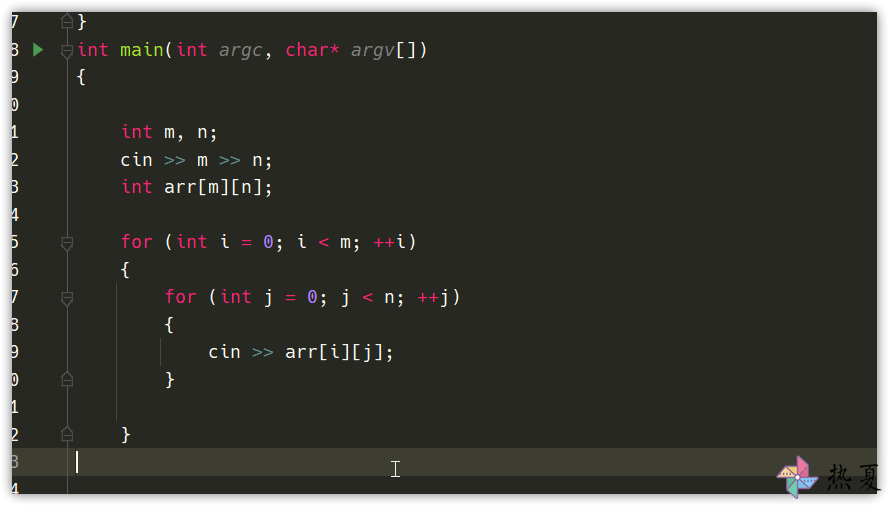 7 }
8 int main(int argc, char* argv[])
9 {
0
1 int m, n;
2 cin >> m >> n;
3 int arr[m][n];
4
5 for (int i = 0; i < m; ++i)
6 {
7 for (int j = 0; j < n; ++j)
8 {
9 cin >> arr[i][j];
0 }
1
2 }
3
4
热夏